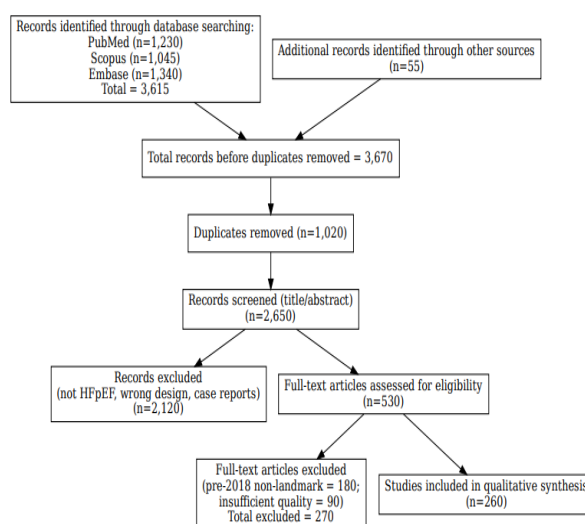 Records identified through database searching:
PubMed (n=1,230)
Scopus (n=1,045)
Embase (n=1,340)
Total = 3,615
Additional records identified through other sources
(n=55)
Total records before duplicates removed = 3,670
Duplicates removed (n=1,020)
Records screened (title/abstract)
(n=2,650)
Records excluded
(not HFpEF, wrong design, case reports)
(n=2,120)
Full-text articles assessed for eligibility
(n=530)
Full-text articles excluded
(pre-2018 non-landmark = 180;
insufficient quality = 90)
Total excluded = 270
Studies included in qualitative synthesis
(n=260)